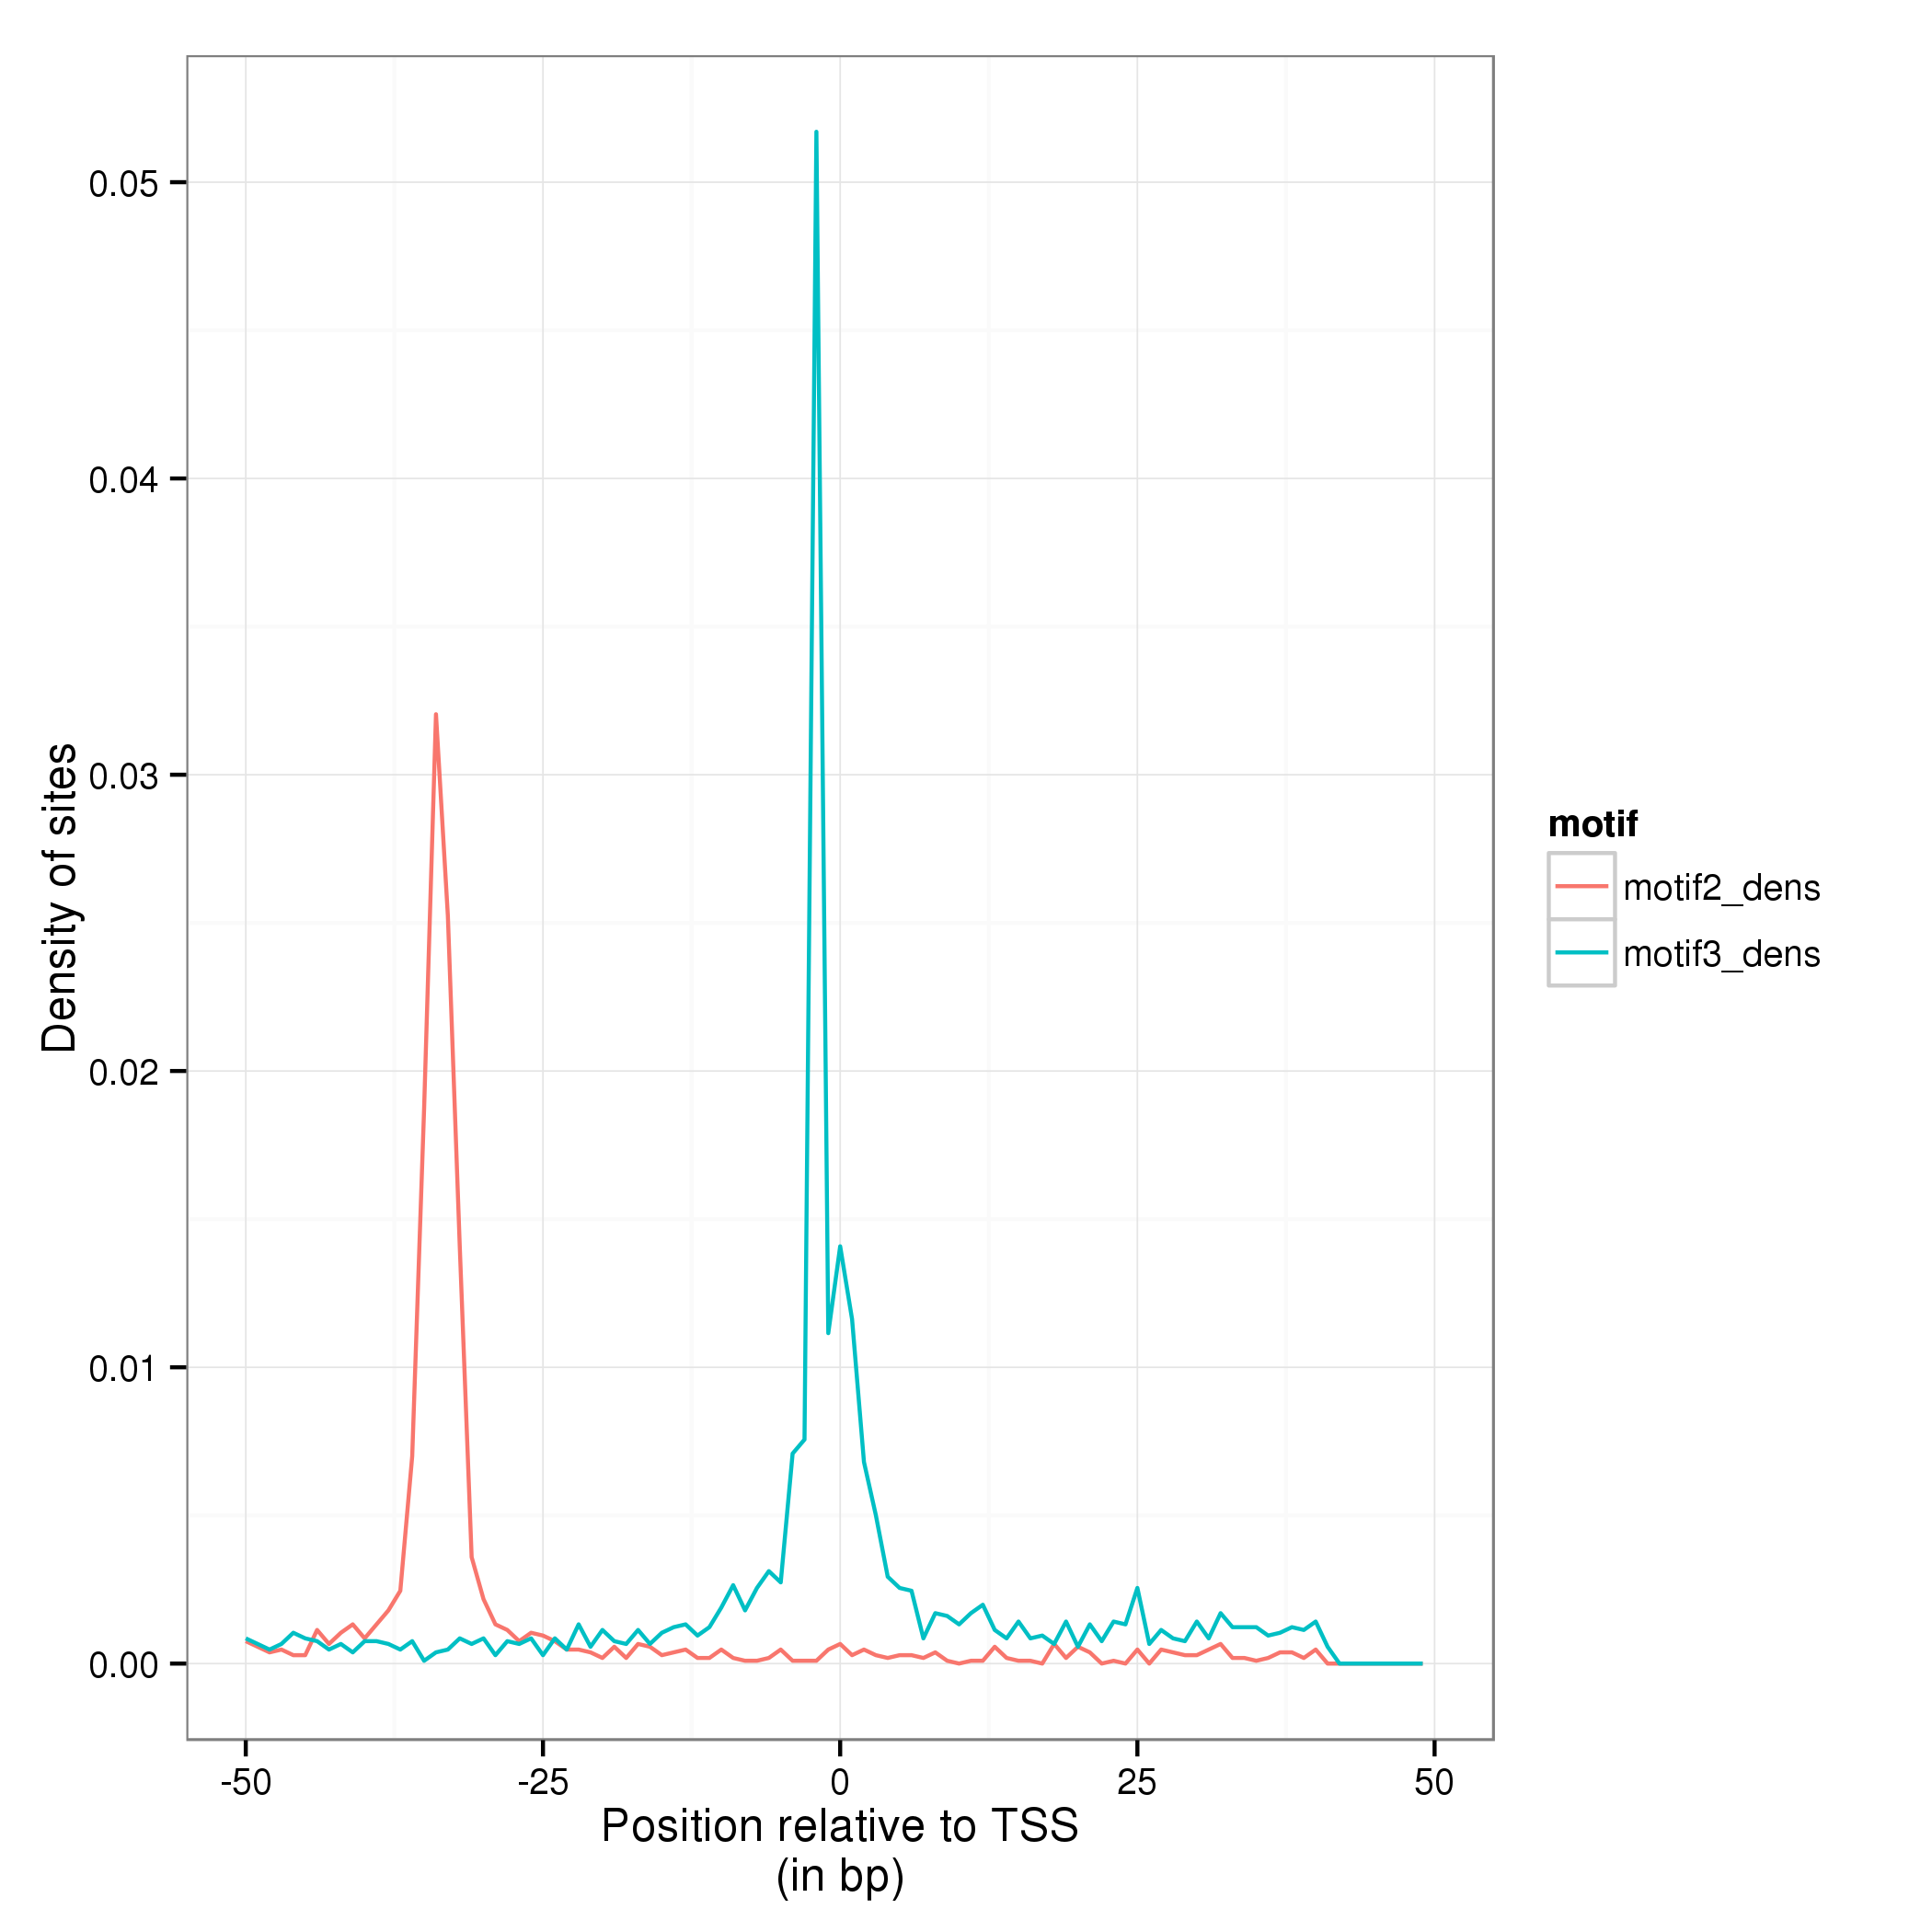 Density of sites
0.05
0.04
0.03
0.02
0.01
0.00
-50
-25
0
25
50
Position relative to TSS
(in bp)
motif
motif2_dens
motif3_dens